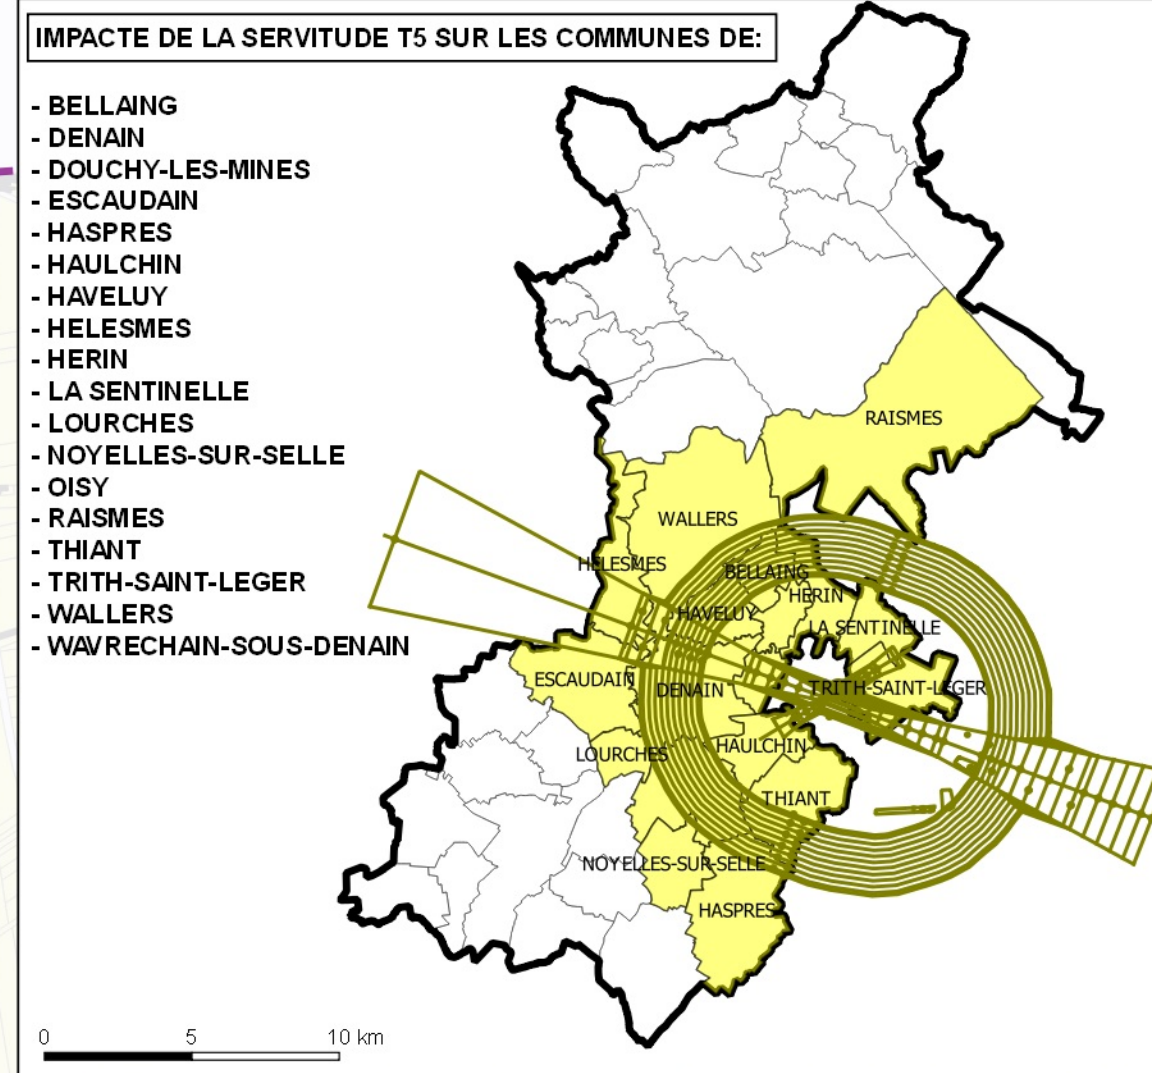 IMPACTE DE LA SERVITUDE T5 SUR LES COMMUNES DE:
- BELLAING
- DENAIN
- DOUCHY-LES-MINES
- ESCAUDAIN
- HASPRES
- HAULCHIN
- HAVELUY
- HELESMES
- HERIN
- LA SENTINELLE
- LOURCHES
- NOYELLES-SUR-SELLE
- OISY
- RAISMES
- THIANT
- TRITH-SAINT-LEGER
- WALLERS
- WAVRECHAIN-SOUS-DENAIN
RAISMES
WALLERS
HELESMES
BELLAING
HERIN
HAVELUY
LA SENTINELLE
ESCAUDAIN
DENAIN
TRITH-SAINT-LEGER
LOURCHES
HAULCHIN
THIANT
NOYELLES-SUR-SELLE
HASPRES
0 5 10 km